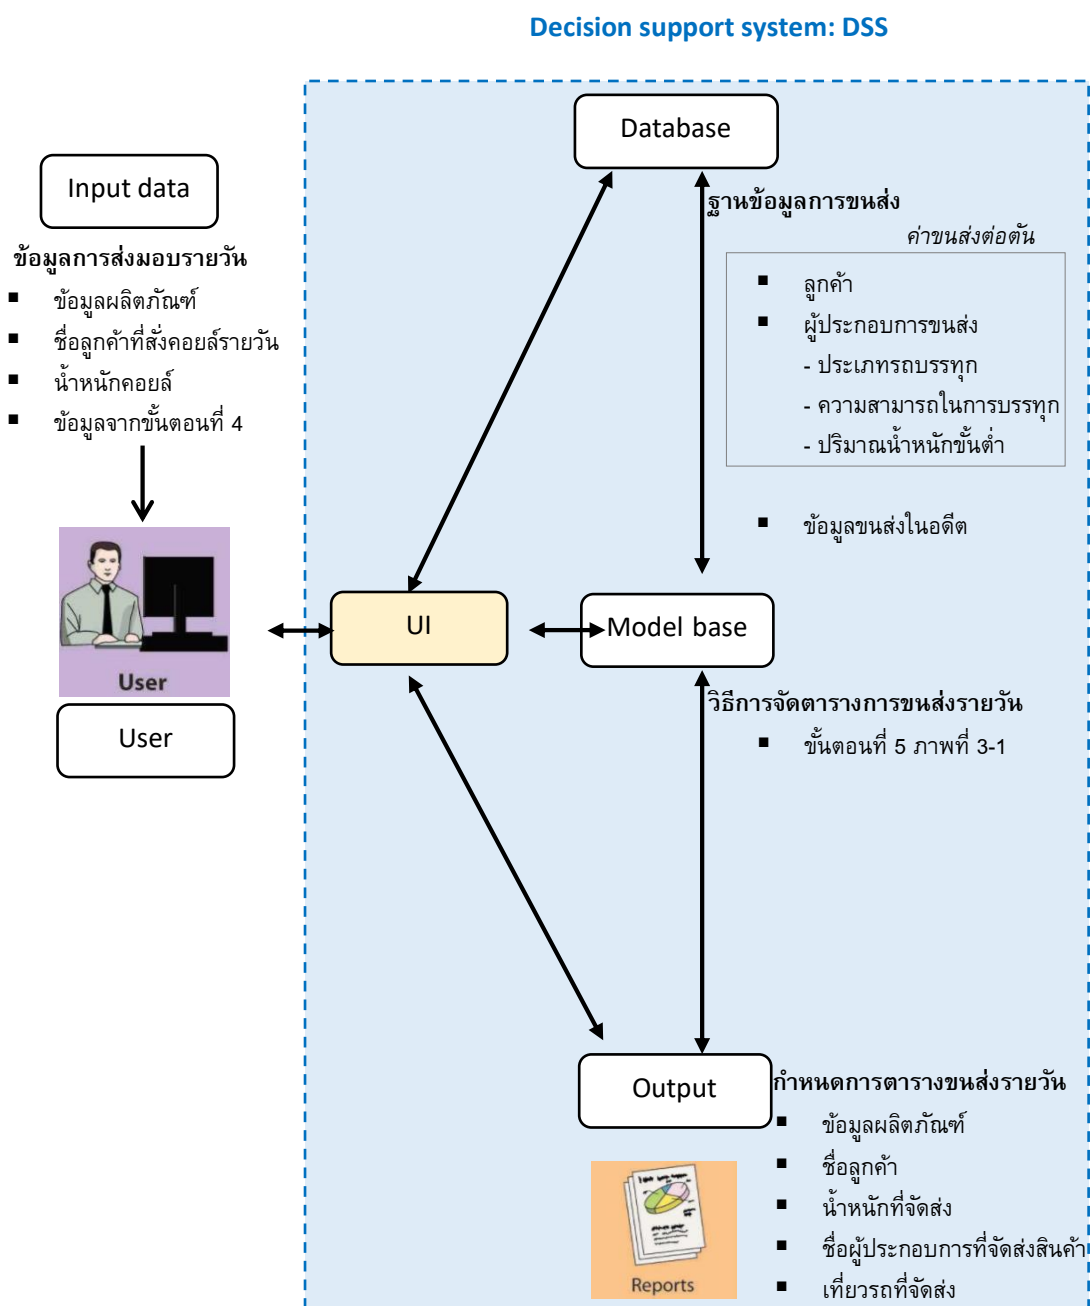 Decision support system: DSS
Database
Input data
ข้อมูลการส่งมอบรายวัน
▪ ข้อมูลผลิตภัณฑ์
▪ ชื่อลูกค้าที่สั่งคอยล์รายวัน
▪ น้ำหนักคอยล์
▪ ข้อมูลจากขั้นตอนที่ 4
ฐานข้อมูลการขนส่ง
ค่าขนส่งต่อตัน
▪ ลูกค้า
▪ ผู้ประกอบการขนส่ง
- ประเภทรถบรรทุก
- ความสามารถในการบรรทุก
- ปริมาณน้ำหนักขั้นต่ำ
▪ ข้อมูลขนส่งในอดีต
User
User
UI
Model base
วิธีการจัดตารางการขนส่งรายวัน
▪ ขั้นตอนที่ 5 ภาพที่ 3-1
Output
กำหนดการตารางขนส่งรายวัน
▪ ข้อมูลผลิตภัณฑ์
▪ ชื่อลูกค้า
▪ น้ำหนักที่จัดส่ง
▪ ชื่อผู้ประกอบการที่จัดส่งสินค้า
▪ เที่ยวรถที่จัดส่ง
Reports